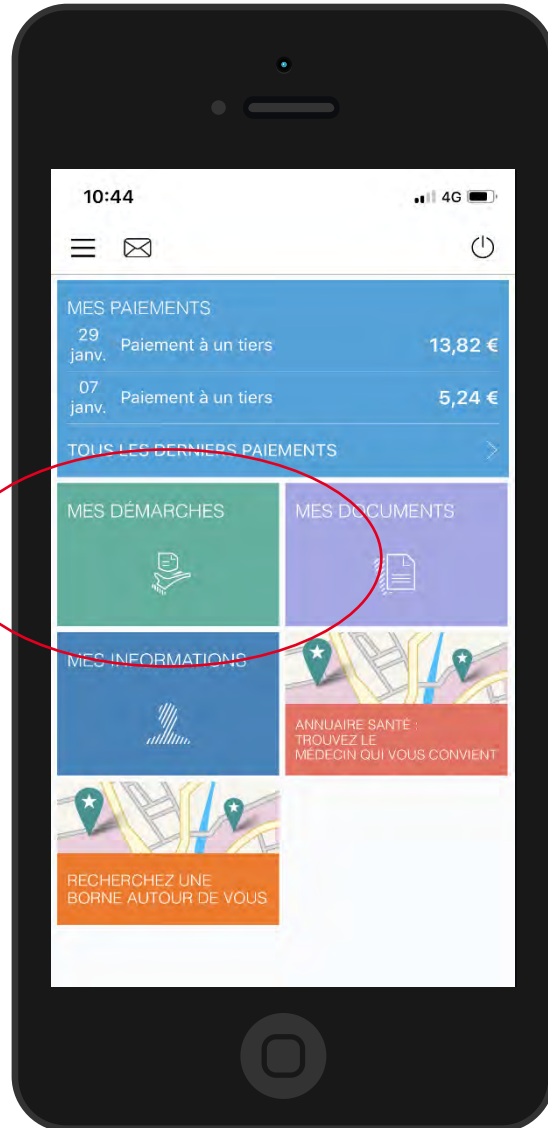 10:44
4G
MES PAIEMENTS
29 janv. Paiement à un tiers 13,82 €
07 janv. Paiement à un tiers 5,24 €
TOUS LES DERNIERS PAIEMENTS
MES DÉMARCHES
MES DOCUMENTS
MES INFORMATIONS
ANNUAIRE SANTÉ :
TROUVEZ LE
MÉDECIN QUI VOUS CONVIENT
RECHERCHEZ UNE
BORNE AUTOUR DE VOUS